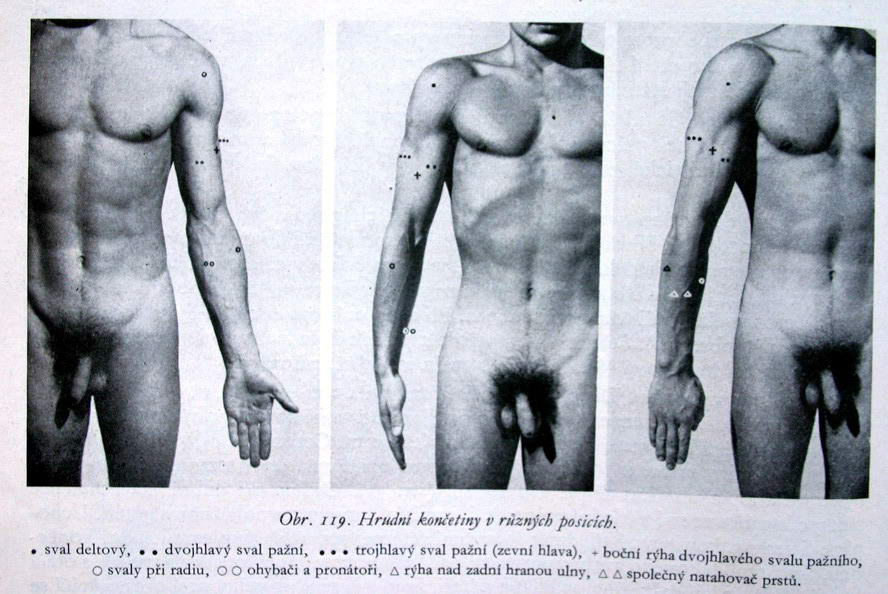 Obr. 119. Hrudní končetiny v různých posicích.
• sval deltový, • • dvojhlavý sval pažní, • • • trojhlavý sval pažní (zevní hlava), + boční rýha dvojhlavého svalu pažního,
○ svaly při radiu, ○ ○ ohybači a pronátoři, △ rýha nad zadní hranou ulny, △ △ společný natahovač prstů.